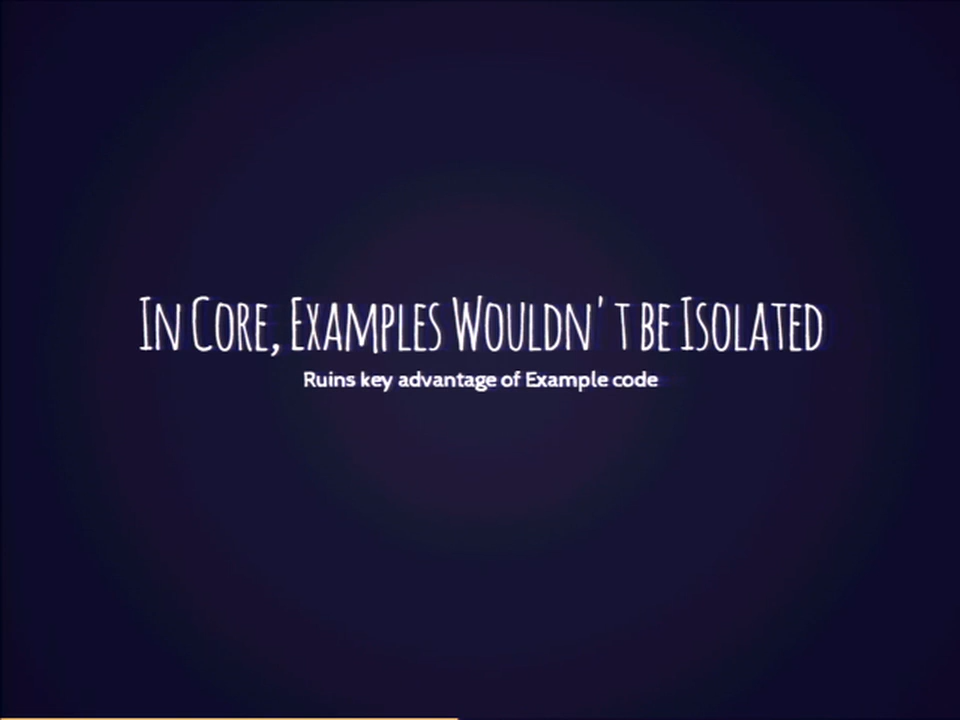 In Core, Examples Wouldn't be Isolated
Ruins key advantage of Example code